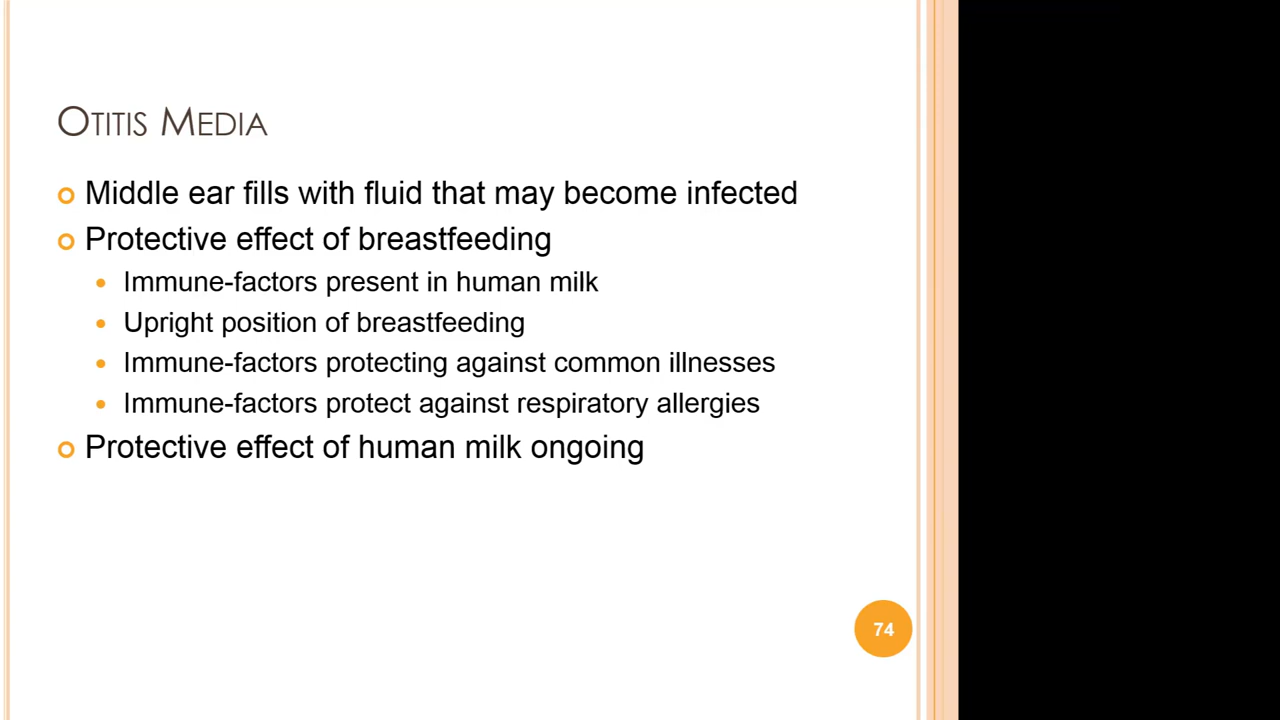 Otitis Media
Middle ear fills with fluid that may become infected
Protective effect of breastfeeding
Immune-factors present in human milk
Upright position of breastfeeding
Immune-factors protecting against common illnesses
Immune-factors protect against respiratory allergies
Protective effect of human milk ongoing
74